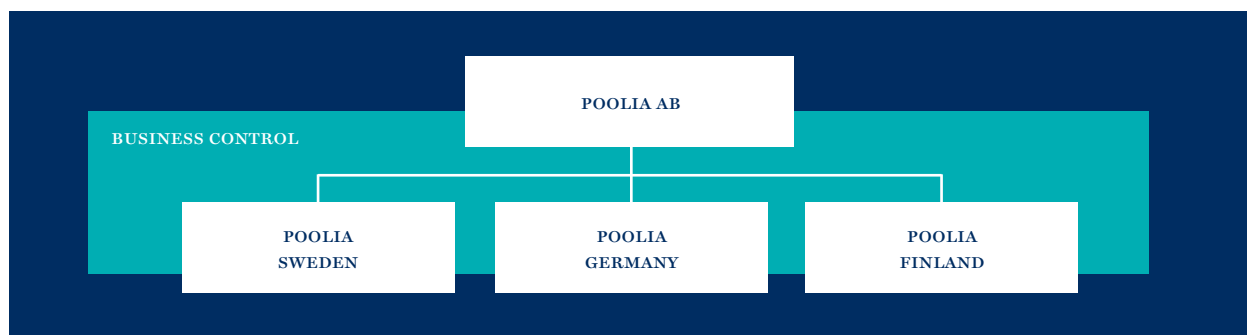 POOLIA AB
BUSINESS CONTROL
POOLIA
SWEDEN
POOLIA
GERMANY
POOLIA
FINLAND